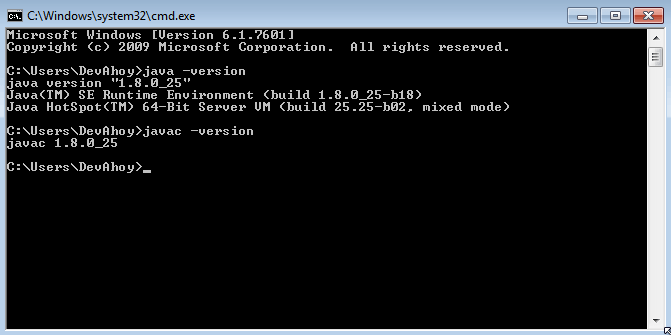 C:\Windows\system32\cmd.exe
Microsoft Windows [Version 6.1.7601]
Copyright (c) 2009 Microsoft Corporation.  All rights reserved.
C:\Users\DevAhoy>java -version
java version "1.8.0_25"
Java(TM) SE Runtime Environment (build 1.8.0_25-b18)
Java HotSpot(TM) 64-Bit Server VM (build 25.25-b02, mixed mode)
C:\Users\DevAhoy>javac -version
javac 1.8.0_25
C:\Users\DevAhoy>_